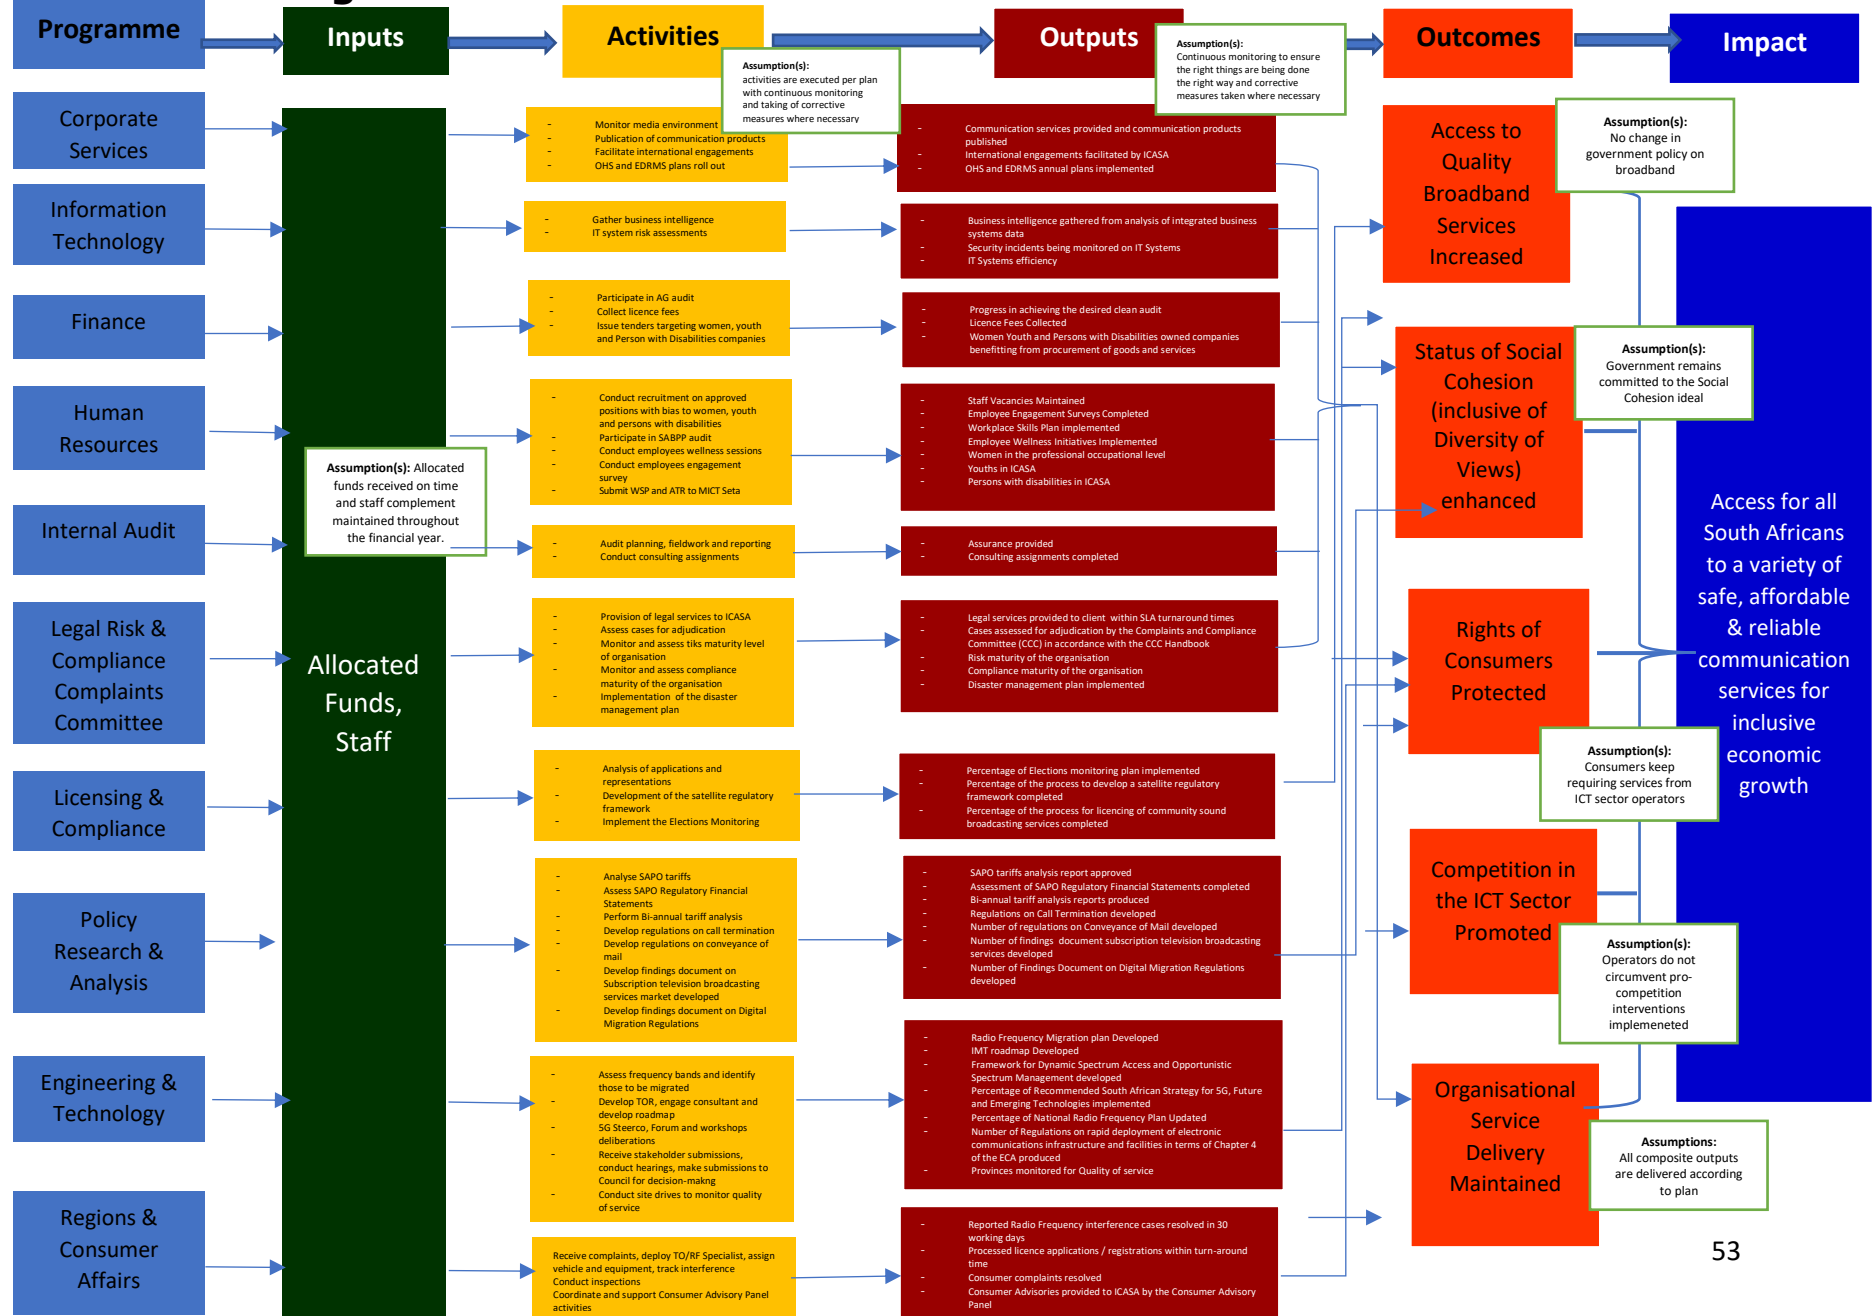 Programme
Inputs
Activities
Outputs
Outcomes
Impact
Assumption(s):
activities are executed per plan
with continuous monitoring
and taking of corrective
measures where necessary
Assumption(s):
Continuous monitoring to ensure
the right things are being done
the right way and corrective
measures taken where necessary
Corporate
Services
Information
Technology
Finance
Human
Resources
Internal Audit
Legal Risk &
Compliance
Complaints
Committee
Licensing &
Compliance
Policy
Research &
Analysis
Engineering &
Technology
Regions &
Consumer
Affairs
Assumption(s): Allocated
funds received on time
and staff complement
maintained throughout
the financial year.
Allocated
Funds,
Staff
- Monitor media environment
- Publication of communication products
- Facilitate international engagements
- OHS and EDRMS plans roll out
- Gather business intelligence
- IT system risk assessments
- Participate in AG audit
- Collect licence fees
- Issue tenders targeting women, youth
and Person with Disabilities companies
- Conduct recruitment on approved
positions with bias to women, youth
and persons with disabilities
- Participate in SABPP audit
- Conduct employees wellness sessions
- Conduct employees engagement
survey
- Submit WSP and ATR to MICT Seta
- Audit planning, fieldwork and reporting
- Conduct consulting assignments
- Provision of legal services to ICASA
- Assess cases for adjudication
- Monitor and assess tiks maturity level
of organisation
- Monitor and assess compliance
maturity of the organisation
- Implementation of the disaster
management plan
- Analysis of applications and
representations
- Development of the satellite regulatory
framework
- Implement the Elections Monitoring
- Analyse SAPO tariffs
- Assess SAPO Regulatory Financial
Statements
- Perform Bi-annual tariff analysis
- Develop regulations on call termination
- Develop regulations on conveyance of
mail
- Develop findings document on
Subscription television broadcasting
services market developed
- Develop findings document on Digital
Migration Regulations
- Assess frequency bands and identify
those to be migrated
- Develop TOR, engage consultant and
develop roadmap
- 5G Steerco, Forum and workshops
deliberations
- Receive stakeholder submissions,
conduct hearings, make submissions to
Council for decision-makng
- Conduct site drives to monitor quality
of service
Receive complaints, deploy TO/RF Specialist, assign
vehicle and equipment, track interference
Conduct inspections
Coordinate and support Consumer Advisory Panel
activities
- Communication services provided and communication products
published
- International engagements facilitated by ICASA
- OHS and EDRMS annual plans implemented
- Business intelligence gathered from analysis of integrated business
systems data
- Security incidents being monitored on IT Systems
- IT Systems efficiency
- Progress in achieving the desired clean audit
- Licence Fees Collected
- Women Youth and Persons with Disabilities owned companies
benefitting from procurement of goods and services
- Staff Vacancies Maintained
- Employee Engagement Surveys Completed
- Workplace Skills Plan implemented
- Employee Wellness Initiatives Implemented
- Women in the professional occupational level
- Youths in ICASA
- Persons with disabilities in ICASA
- Assurance provided
- Consulting assignments completed
- Legal services provided to client within SLA turnaround times
- Cases assessed for adjudication by the Complaints and Compliance
Committee (CCC) in accordance with the CCC Handbook
- Risk maturity of the organisation
- Compliance maturity of the organisation
- Disaster management plan implemented
- Percentage of Elections monitoring plan implemented
- Percentage of the process to develop a satellite regulatory
framework completed
- Percentage of the process for licencing of community sound
broadcasting services completed
- SAPO tariffs analysis report approved
- Assessment of SAPO Regulatory Financial Statements completed
- Bi-annual tariff analysis reports produced
- Regulations on Call Termination developed
- Number of regulations on Conveyance of Mail developed
- Number of findings document subscription television broadcasting
services developed
- Number of Findings Document on Digital Migration Regulations
developed
- Radio Frequency Migration plan Developed
- IMT roadmap Developed
- Framework for Dynamic Spectrum Access and Opportunistic
Spectrum Management developed
- Percentage of Recommended South African Strategy for 5G, Future
and Emerging Technologies implemented
- Percentage of National Radio Frequency Plan Updated
- Number of Regulations on rapid deployment of electronic
communications infrastructure and facilities in terms of Chapter 4
of the ECA produced
- Provinces monitored for Quality of service
- Reported Radio Frequency interference cases resolved in 30
working days
- Processed licence applications / registrations within turn-around
time
- Consumer complaints resolved
- Consumer Advisories provided to ICASA by the Consumer Advisory
Panel
Access to
Quality
Broadband
Services
Increased
Assumption(s):
No change in
government policy on
broadband
Status of Social
Cohesion
(inclusive of
Diversity of
Views)
enhanced
Assumption(s):
Government remains
committed to the Social
Cohesion ideal
Rights of
Consumers
Protected
Assumption(s):
Consumers keep
requiring services from
ICT sector operators
Competition in
the ICT Sector
Promoted
Assumption(s):
Operators do not
circumvent pro-
competition
interventions
implemeneted
Organisational
Service
Delivery
Maintained
Assumptions:
All composite outputs
are delivered according
to plan
Access for all
South Africans
to a variety of
safe, affordable
& reliable
communication
services for
inclusive
economic
growth
53